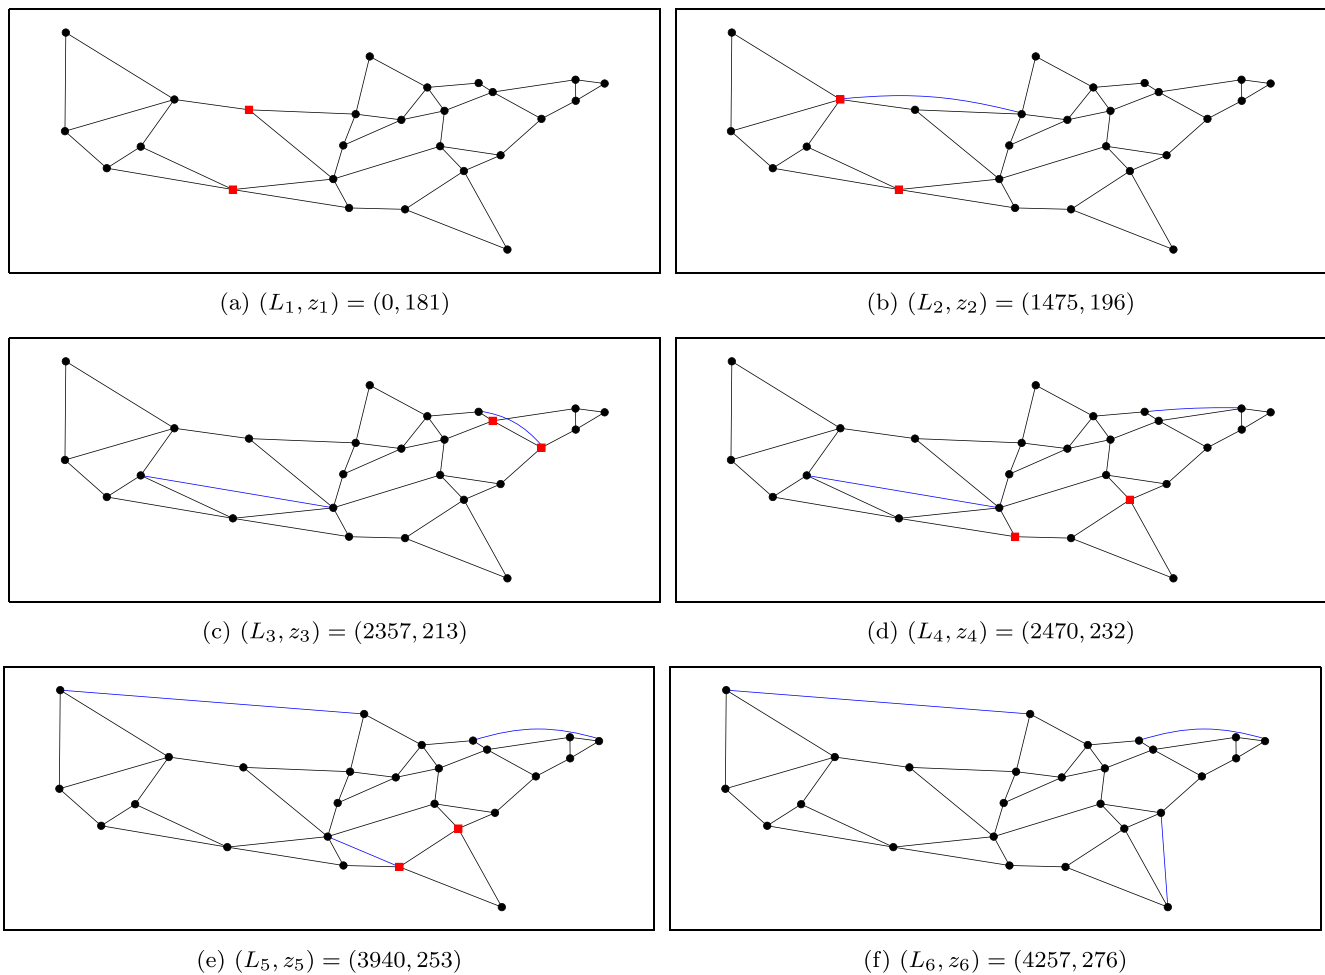 (a) (L₁, z₁) = (0, 181)
(b) (L₂, z₂) = (1475, 196)
(c) (L₃, z₃) = (2357, 213)
(d) (L₄, z₄) = (2470, 232)
(e) (L₅, z₅) = (3940, 253)
(f) (L₆, z₆) = (4257, 276)